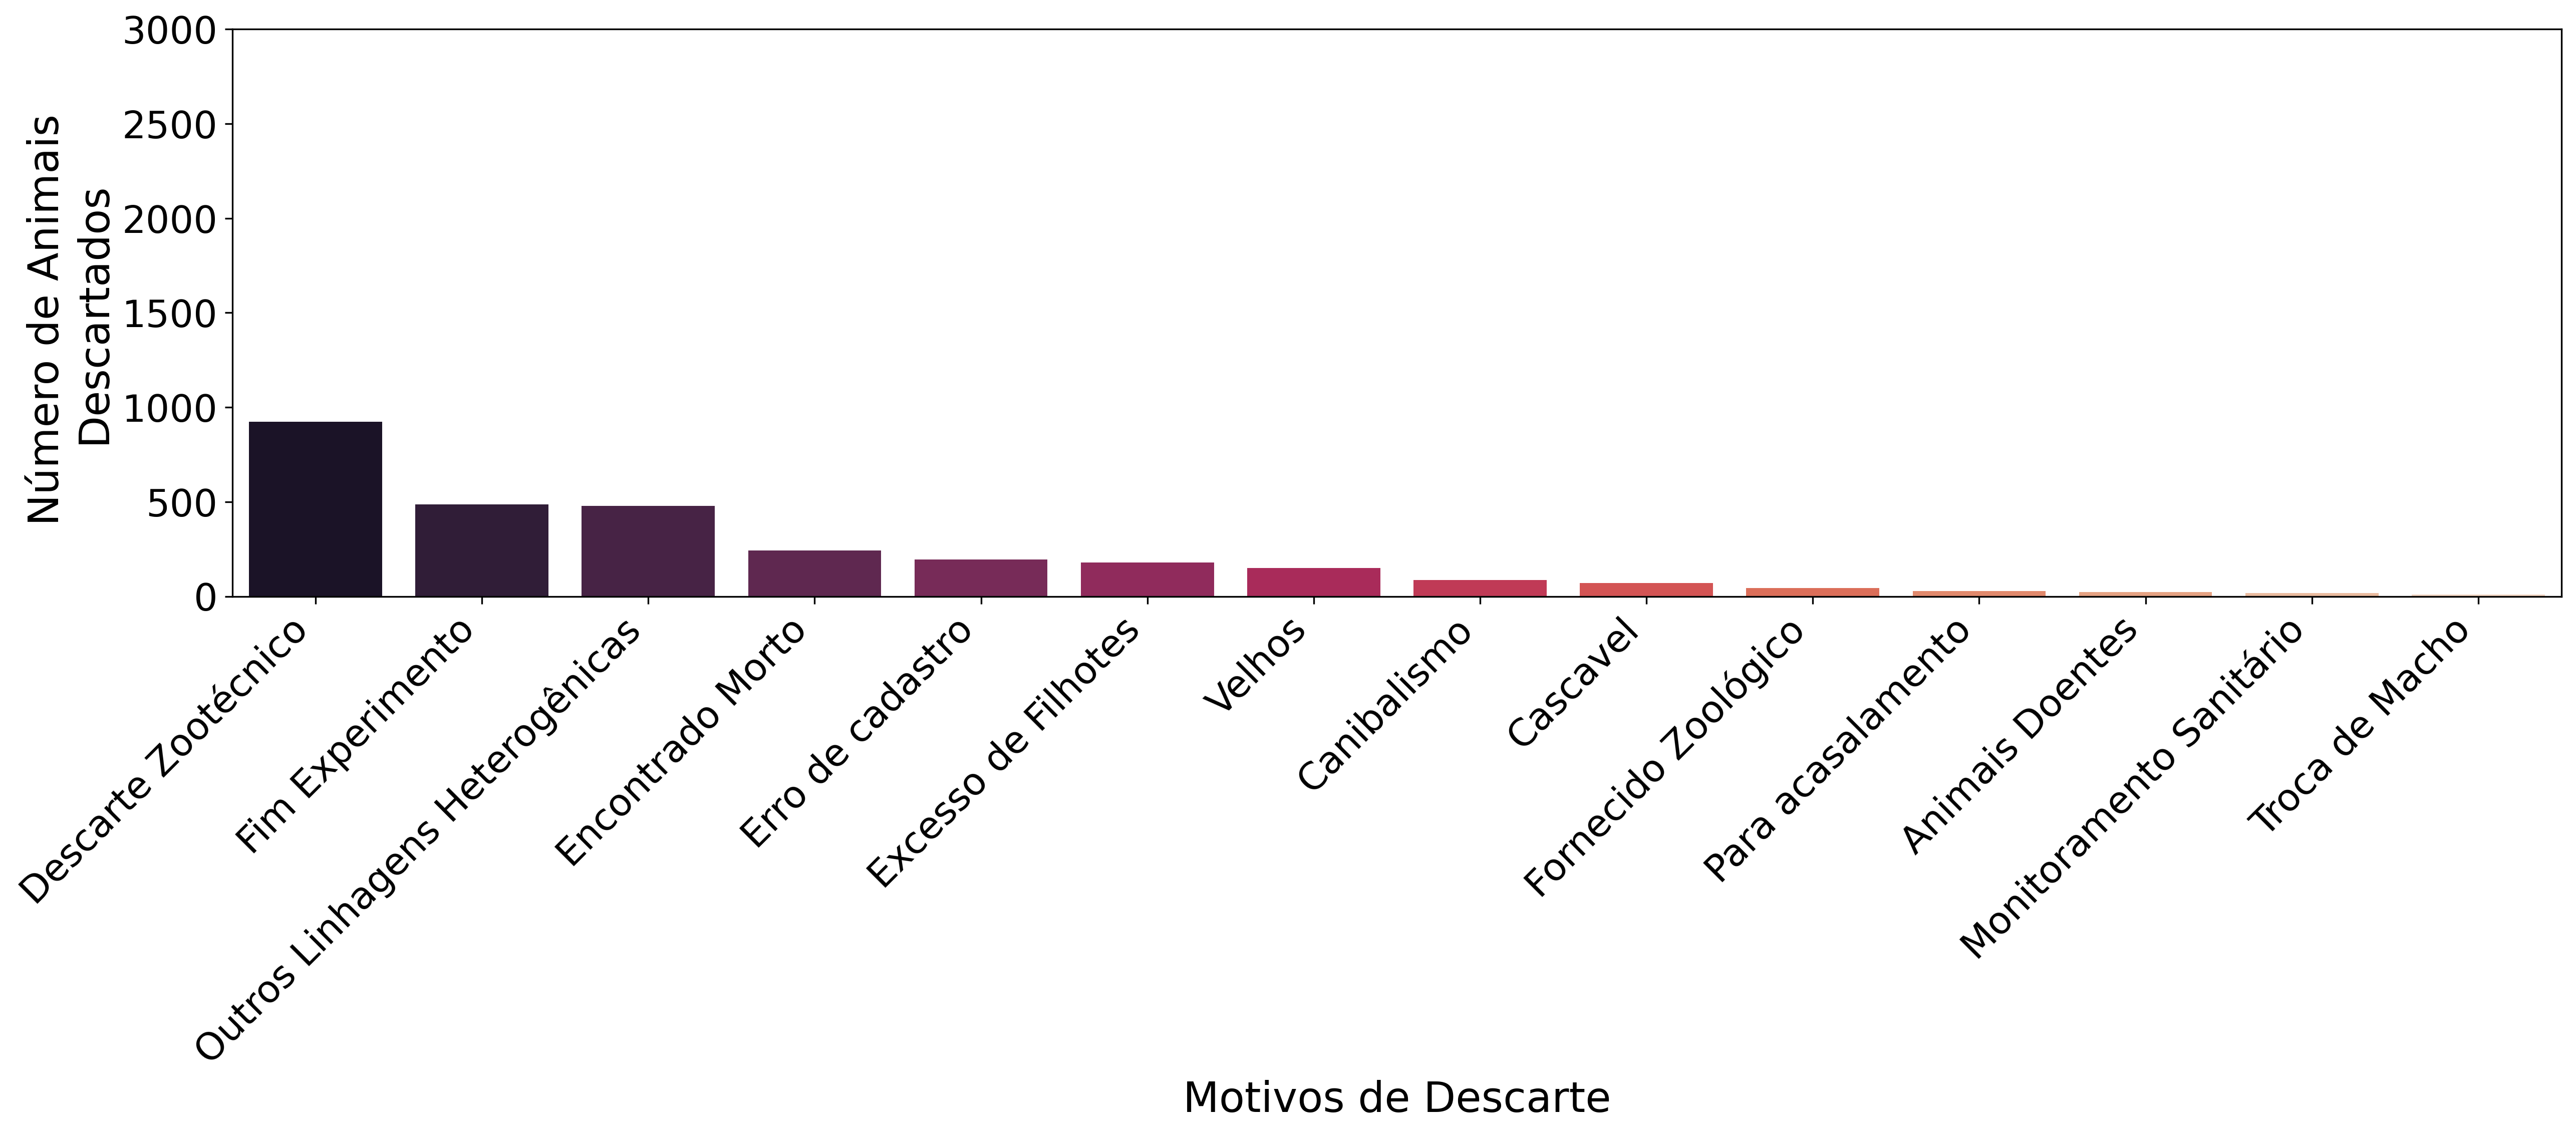 Número de Animais
Descartados
3000
2500
2000
1500
1000
500
0
Descarte Zootécnico
Fim Experimento
Outros Linhagens Heterogênicas
Encontrado Morto
Erro de cadastro
Excesso de Filhotes
Velhos
Canibalismo
Cascavel
Fornecido Zoológico
Para acasalamento
Animais Doentes
Monitoramento Sanitário
Troca de Macho
Motivos de Descarte